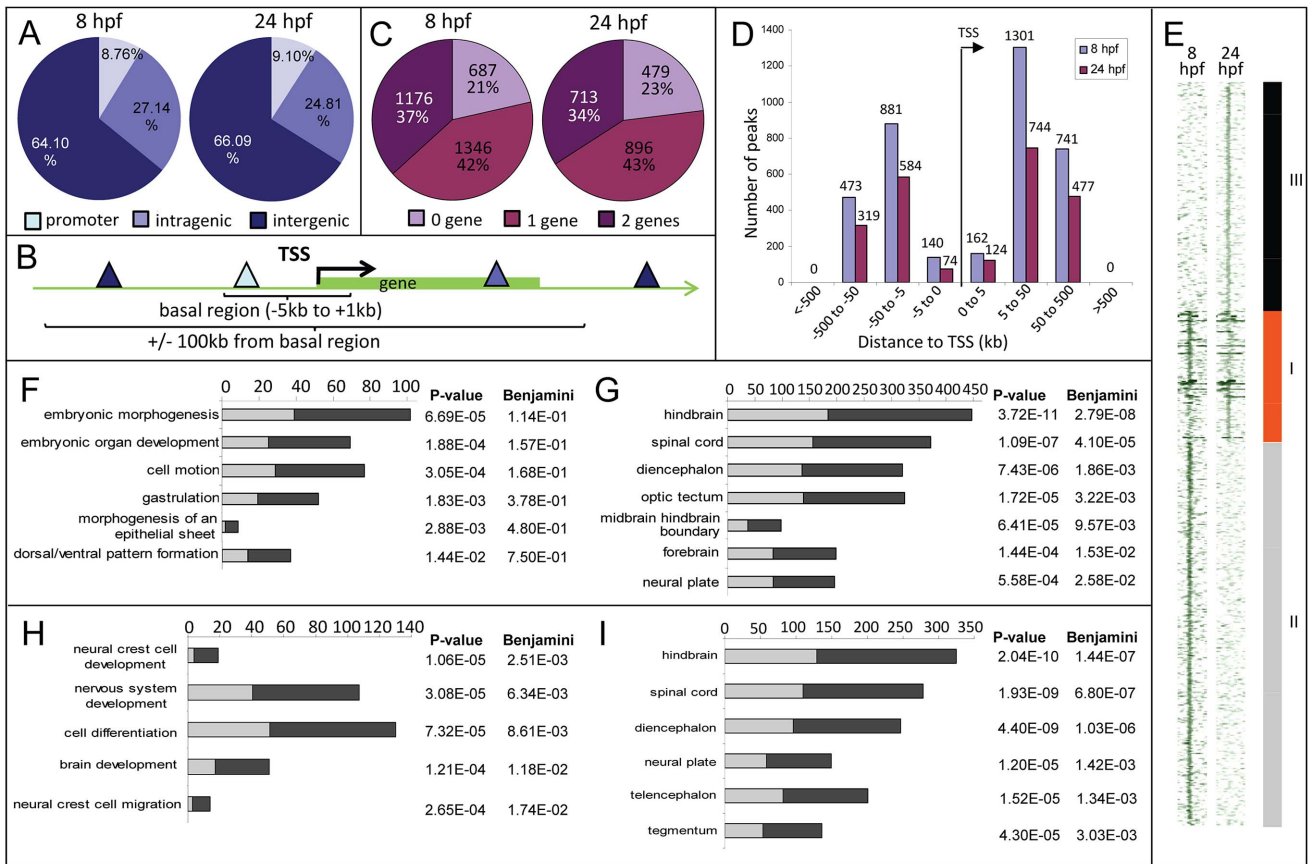 A
8 hpf
24 hpf
8.76%
27.14
%
64.10
%
9.10%
24.81
%
66.09
%
promoter
intragenic
intergenic
B
TSS
gene
basal region (-5kb to +1kb)
+/- 100kb from basal region
C
8 hpf
24 hpf
687
21%
1176
37%
1346
42%
479
23%
713
34%
896
43%
0 gene
1 gene
2 genes
D
Number of peaks
1400
1200
1000
800
600
400
200
0
TSS
8 hpf
24 hpf
0
473
319
881
584
140
74
162
124
1301
744
741
477
0
<-500
-500 to -50
-50 to -5
-5 to 0
0 to 5
5 to 50
50 to 500
>500
Distance to TSS (kb)
E
8
hpf
24
hpf
III
I
II
F
0 20 40 60 80 100
P-value Benjamini
embryonic morphogenesis 6.69E-05 1.14E-01
embryonic organ development 1.88E-04 1.57E-01
cell motion 3.05E-04 1.68E-01
gastrulation 1.83E-03 3.78E-01
morphogenesis of an
epithelial sheet 2.88E-03 4.80E-01
dorsal/ventral pattern formation 1.44E-02 7.50E-01
G
0 50 100 150 200 250 300 350 400 450
P-value Benjamini
hindbrain 3.72E-11 2.79E-08
spinal cord 1.09E-07 4.10E-05
diencephalon 7.43E-06 1.86E-03
optic tectum 1.72E-05 3.22E-03
midbrain hindbrain
boundary 6.41E-05 9.57E-03
forebrain 1.44E-04 1.53E-02
neural plate 5.58E-04 2.58E-02
H
0 20 40 60 80 100 120 140
P-value Benjamini
neural crest cell
development 1.06E-05 2.51E-03
nervous system
development 3.08E-05 6.34E-03
cell differentiation 7.32E-05 8.61E-03
brain development 1.21E-04 1.18E-02
neural crest cell migration 2.65E-04 1.74E-02
I
0 50 100 150 200 250 300 350
P-value Benjamini
hindbrain 2.04E-10 1.44E-07
spinal cord 1.93E-09 6.80E-07
diencephalon 4.40E-09 1.03E-06
neural plate 1.20E-05 1.42E-03
telencephalon 1.52E-05 1.34E-03
tegmentum 4.30E-05 3.03E-03